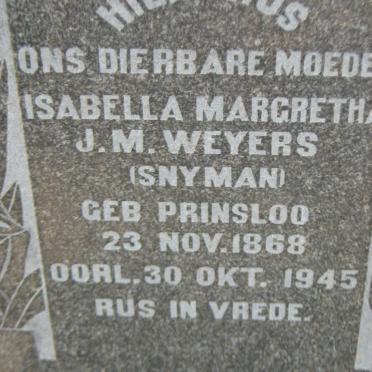 ONS DIERBARE MOEDE
ISABELLA MARGRETHA
J.M. WEYERS
(SNYMAN)
GEB PRINSLOO
23 NOV. 1868
OORL. 30 OKT. 1945
RUS IN VREDE.